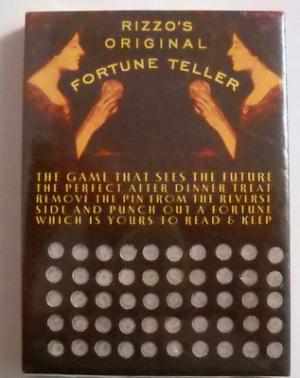 RIZZO'S
ORIGINAL
FORTUNE TELLER
THE GAME THAT SEES THE FUTURE
THE PERFECT AFTER DINNER TREAT
REMOVE THE PIN FROM THE REVERSE
SIDE AND PUNCH OUT A FORTUNE
WHICH IS YOURS TO READ & KEEP